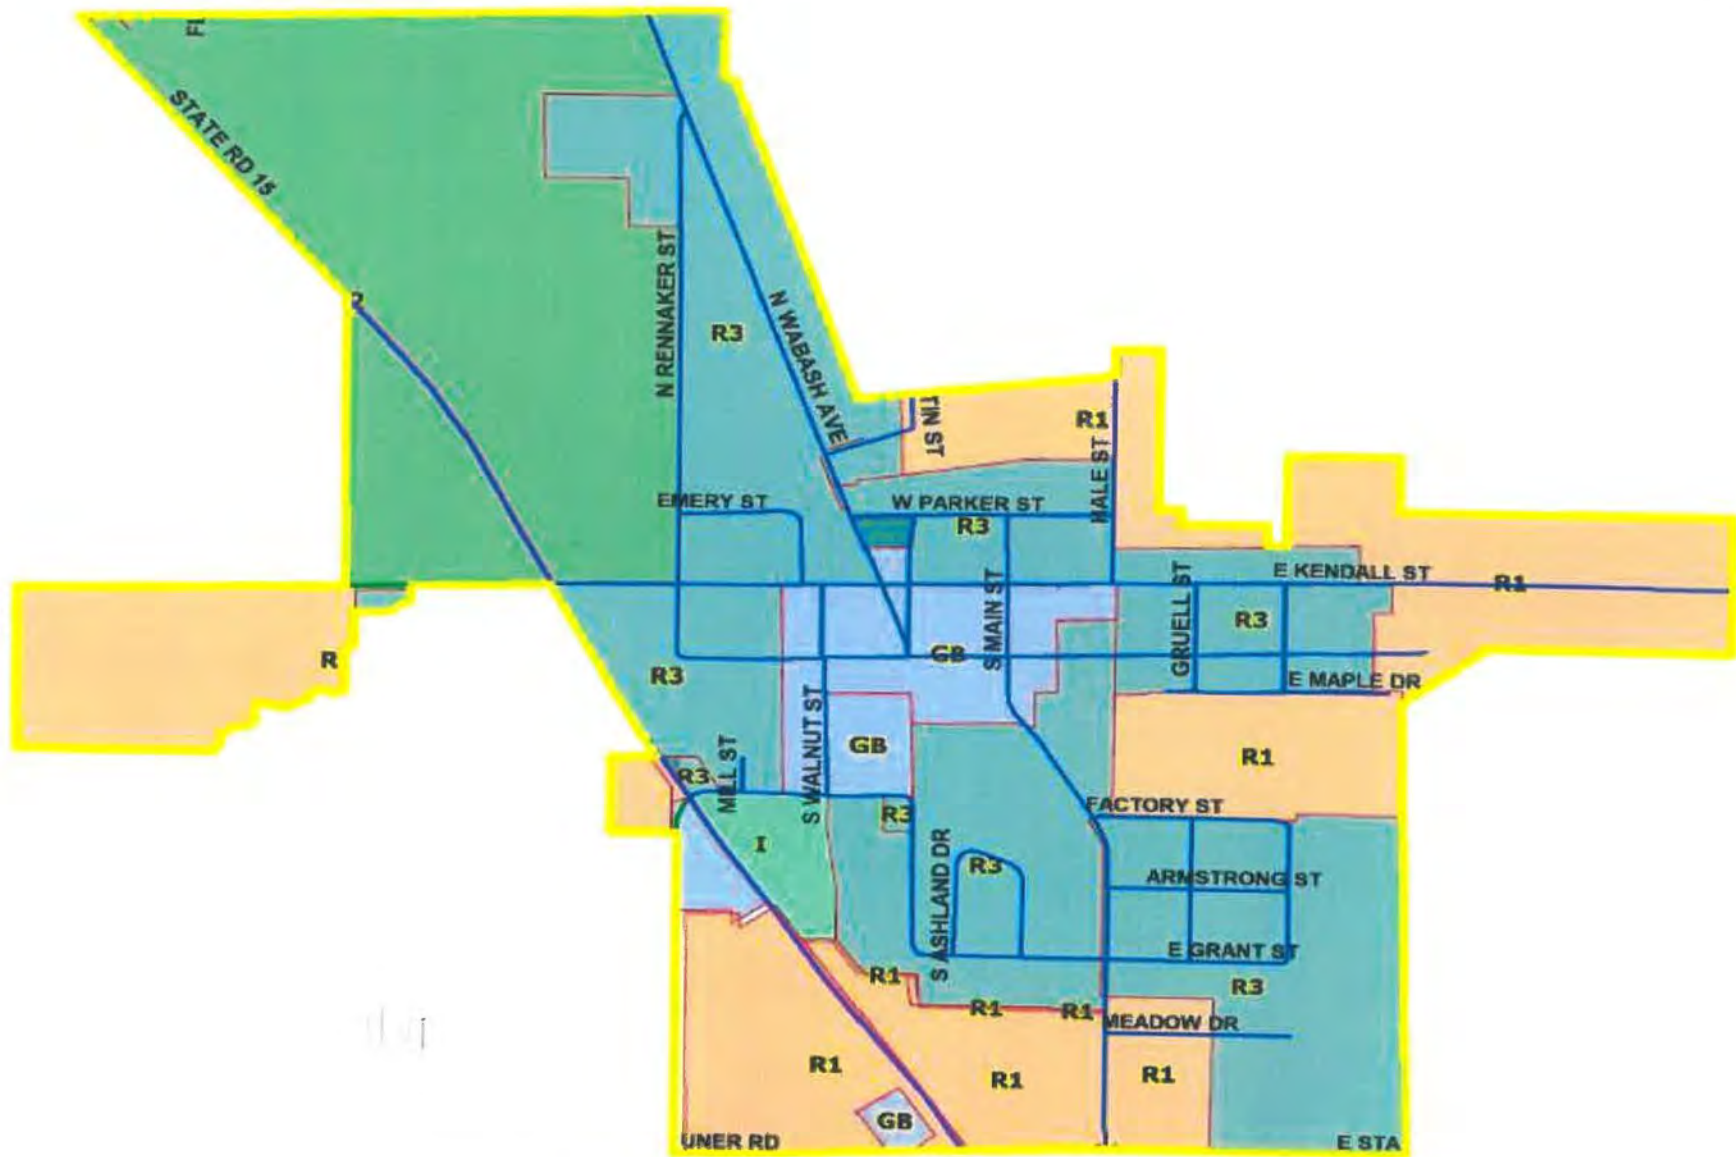 FL
STATE RD 15
N RENNAKER ST
R3
N WABASH AVE
TIN ST
R1
HALE ST
EMERY ST
W PARKER ST
R3
E KENDALL ST
R1
S MAIN ST
GRUELL ST
R3
GB
R
R3
E MAPLE DR
S WALNUT ST
GB
R1
MILL ST
R3
FACTORY ST
R3
I
S ASHLAND DR
R3
ARMSTRONG ST
E GRANT ST
R1
R3
R1
R1
MEADOW DR
R1
R1
R1
GB
UNER RD
E STA